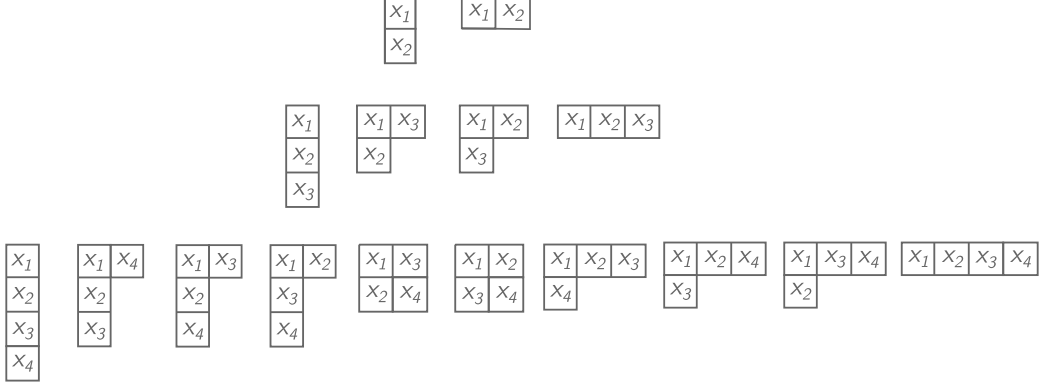 x₁ x₁ x₂
x₂
x₁ x₁ x₃ x₁ x₂ x₁ x₂ x₃
x₂ x₂ x₃
x₃
x₁ x₁ x₄ x₁ x₃ x₁ x₂ x₁ x₃ x₁ x₂ x₁ x₂ x₃ x₁ x₂ x₄ x₁ x₃ x₄ x₁ x₂ x₃ x₄
x₂ x₂ x₂ x₃ x₂ x₄ x₃ x₄ x₄ x₃ x₂
x₃ x₃ x₄ x₄
x₄